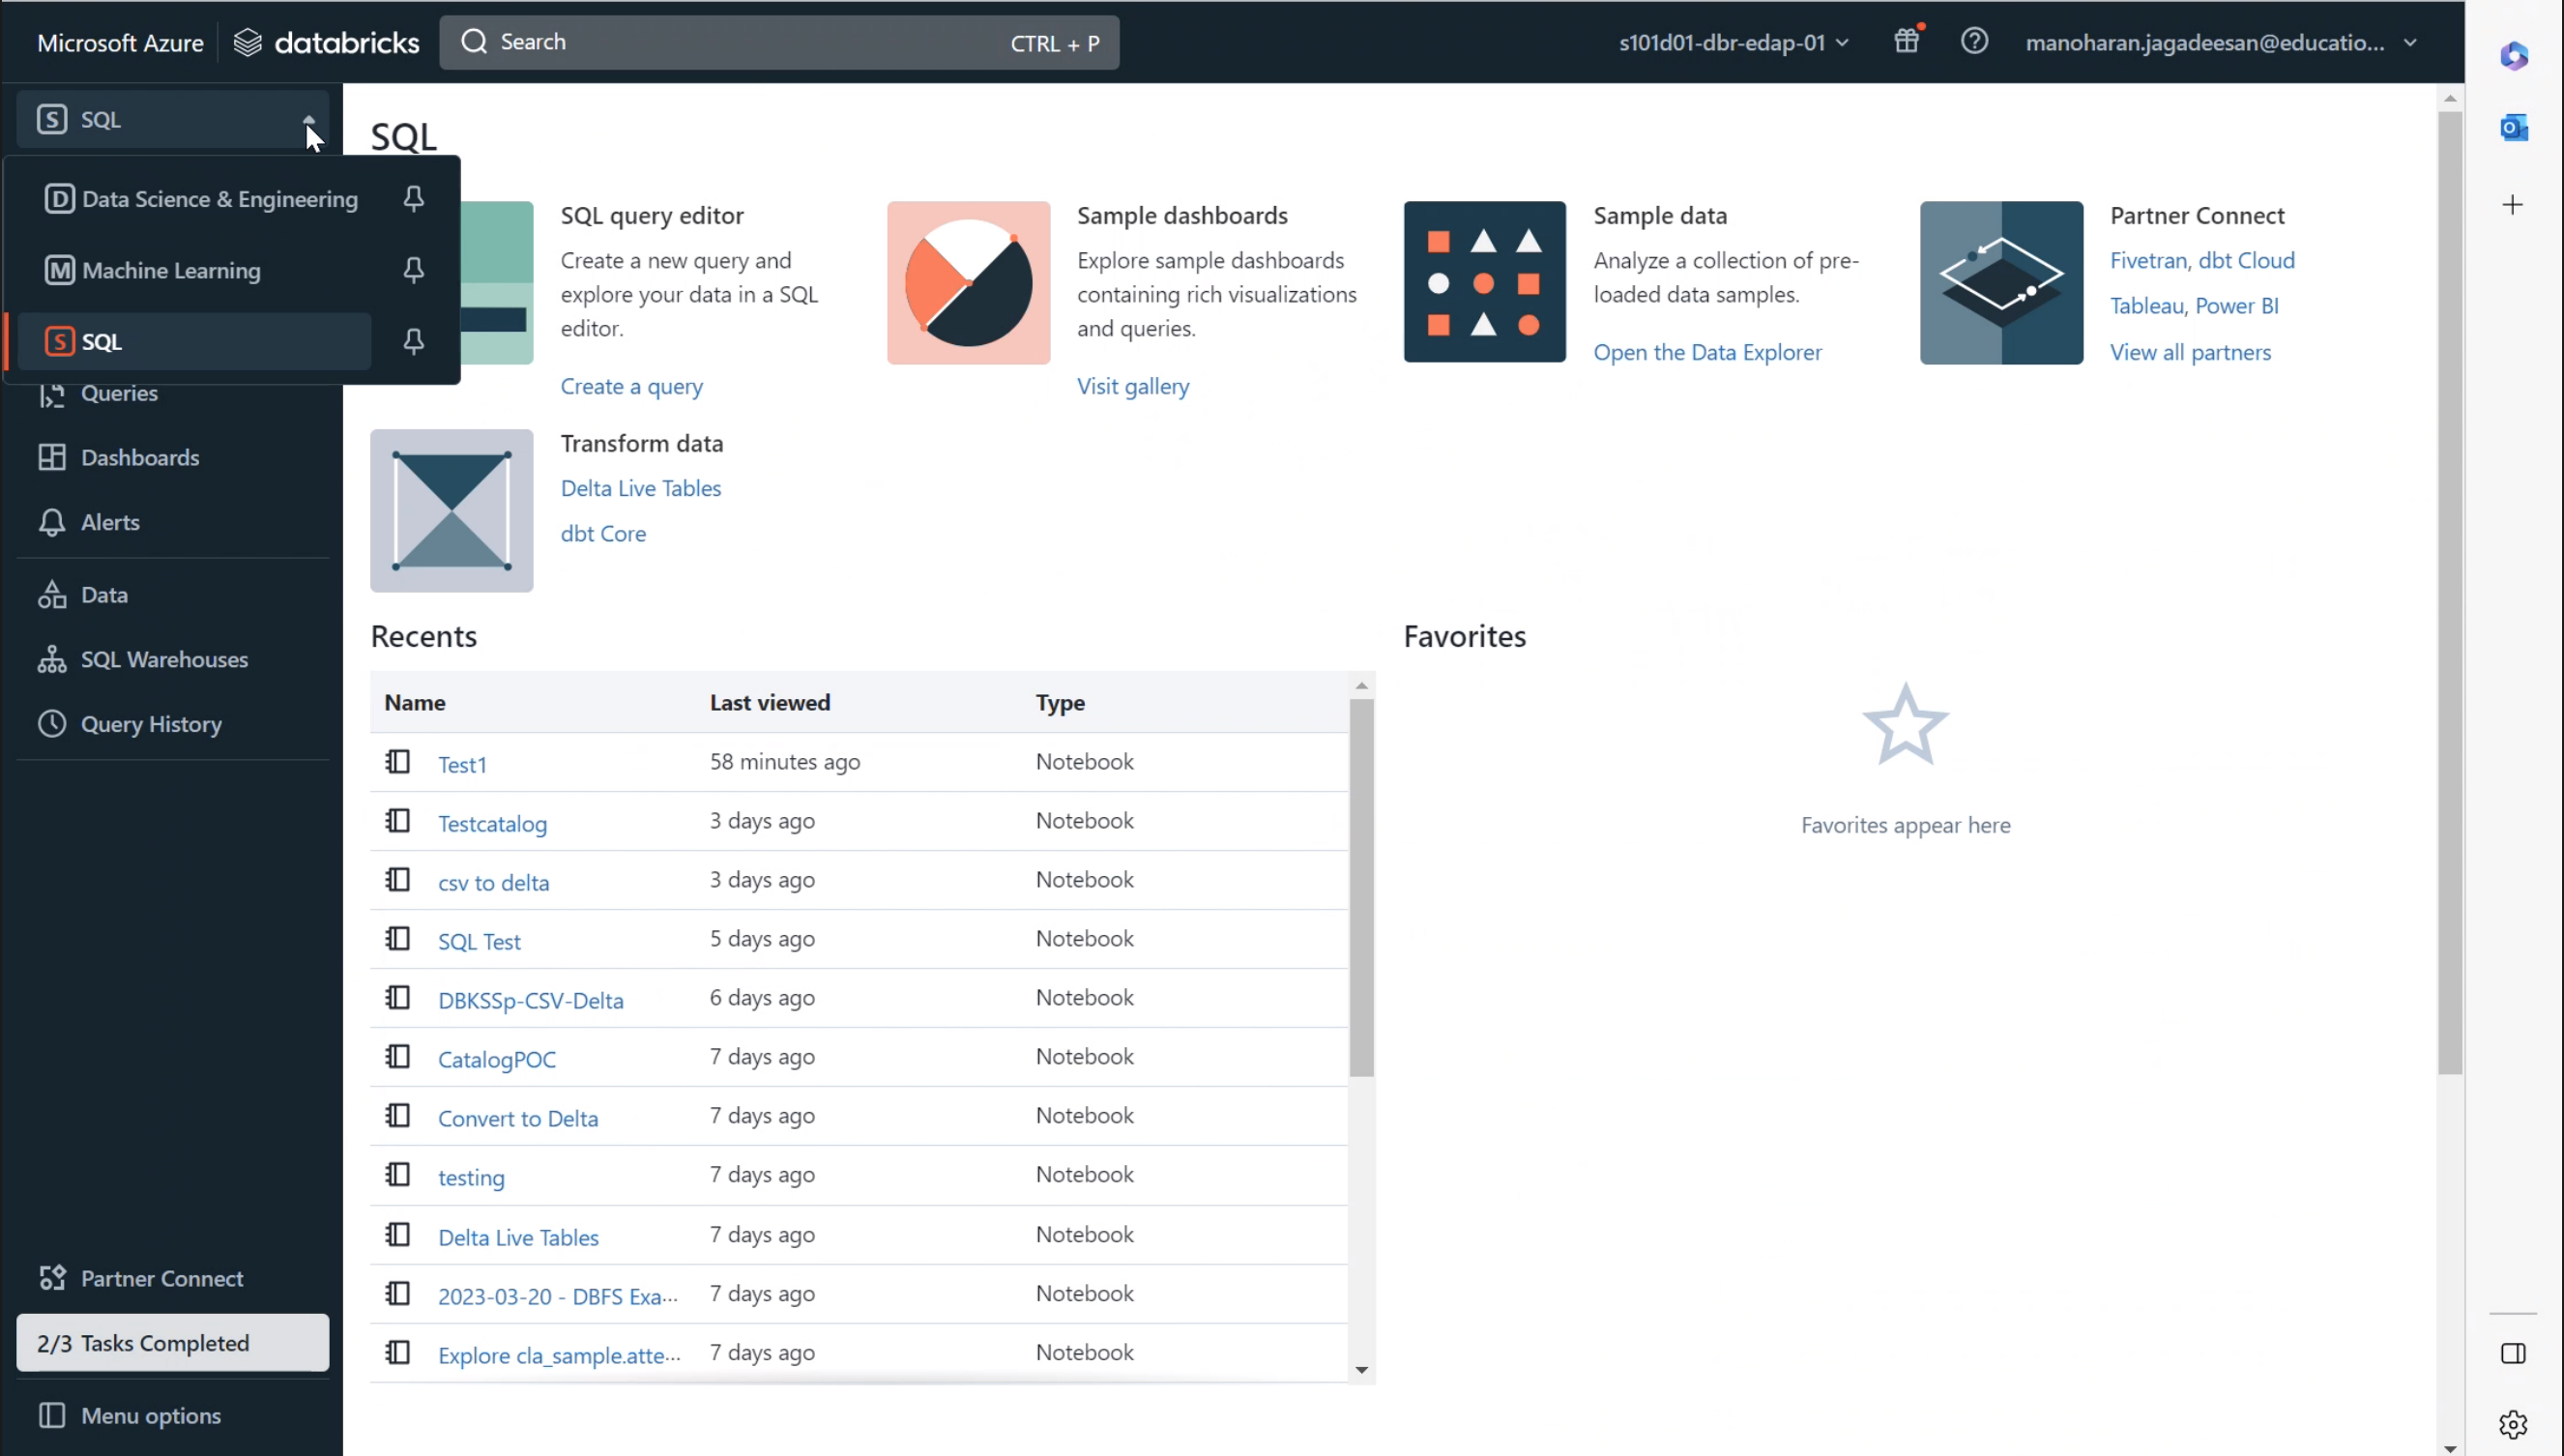 Microsoft Azure databricks Search CTRL + P s101d01-dbr-edap-01 manoharan.jagadeesan@educatio...
S SQL
D Data Science & Engineering
M Machine Learning
S SQL
Queries
Dashboards
Alerts
Data
SQL Warehouses
Query History
Partner Connect
2/3 Tasks Completed
Menu options
SQL
SQL query editor
Create a new query and
explore your data in a SQL
editor.
Create a query
Sample dashboards
Explore sample dashboards
containing rich visualizations
and queries.
Visit gallery
Sample data
Analyze a collection of pre-
loaded data samples.
Open the Data Explorer
Partner Connect
Fivetran, dbt Cloud
Tableau, Power BI
View all partners
Transform data
Delta Live Tables
dbt Core
Recents
Name Last viewed Type
Test1 58 minutes ago Notebook
Testcatalog 3 days ago Notebook
csv to delta 3 days ago Notebook
SQL Test 5 days ago Notebook
DBKSSp-CSV-Delta 6 days ago Notebook
CatalogPOC 7 days ago Notebook
Convert to Delta 7 days ago Notebook
testing 7 days ago Notebook
Delta Live Tables 7 days ago Notebook
2023-03-20 - DBFS Exa... 7 days ago Notebook
Explore cla_sample.atte... 7 days ago Notebook
Favorites
Favorites appear here